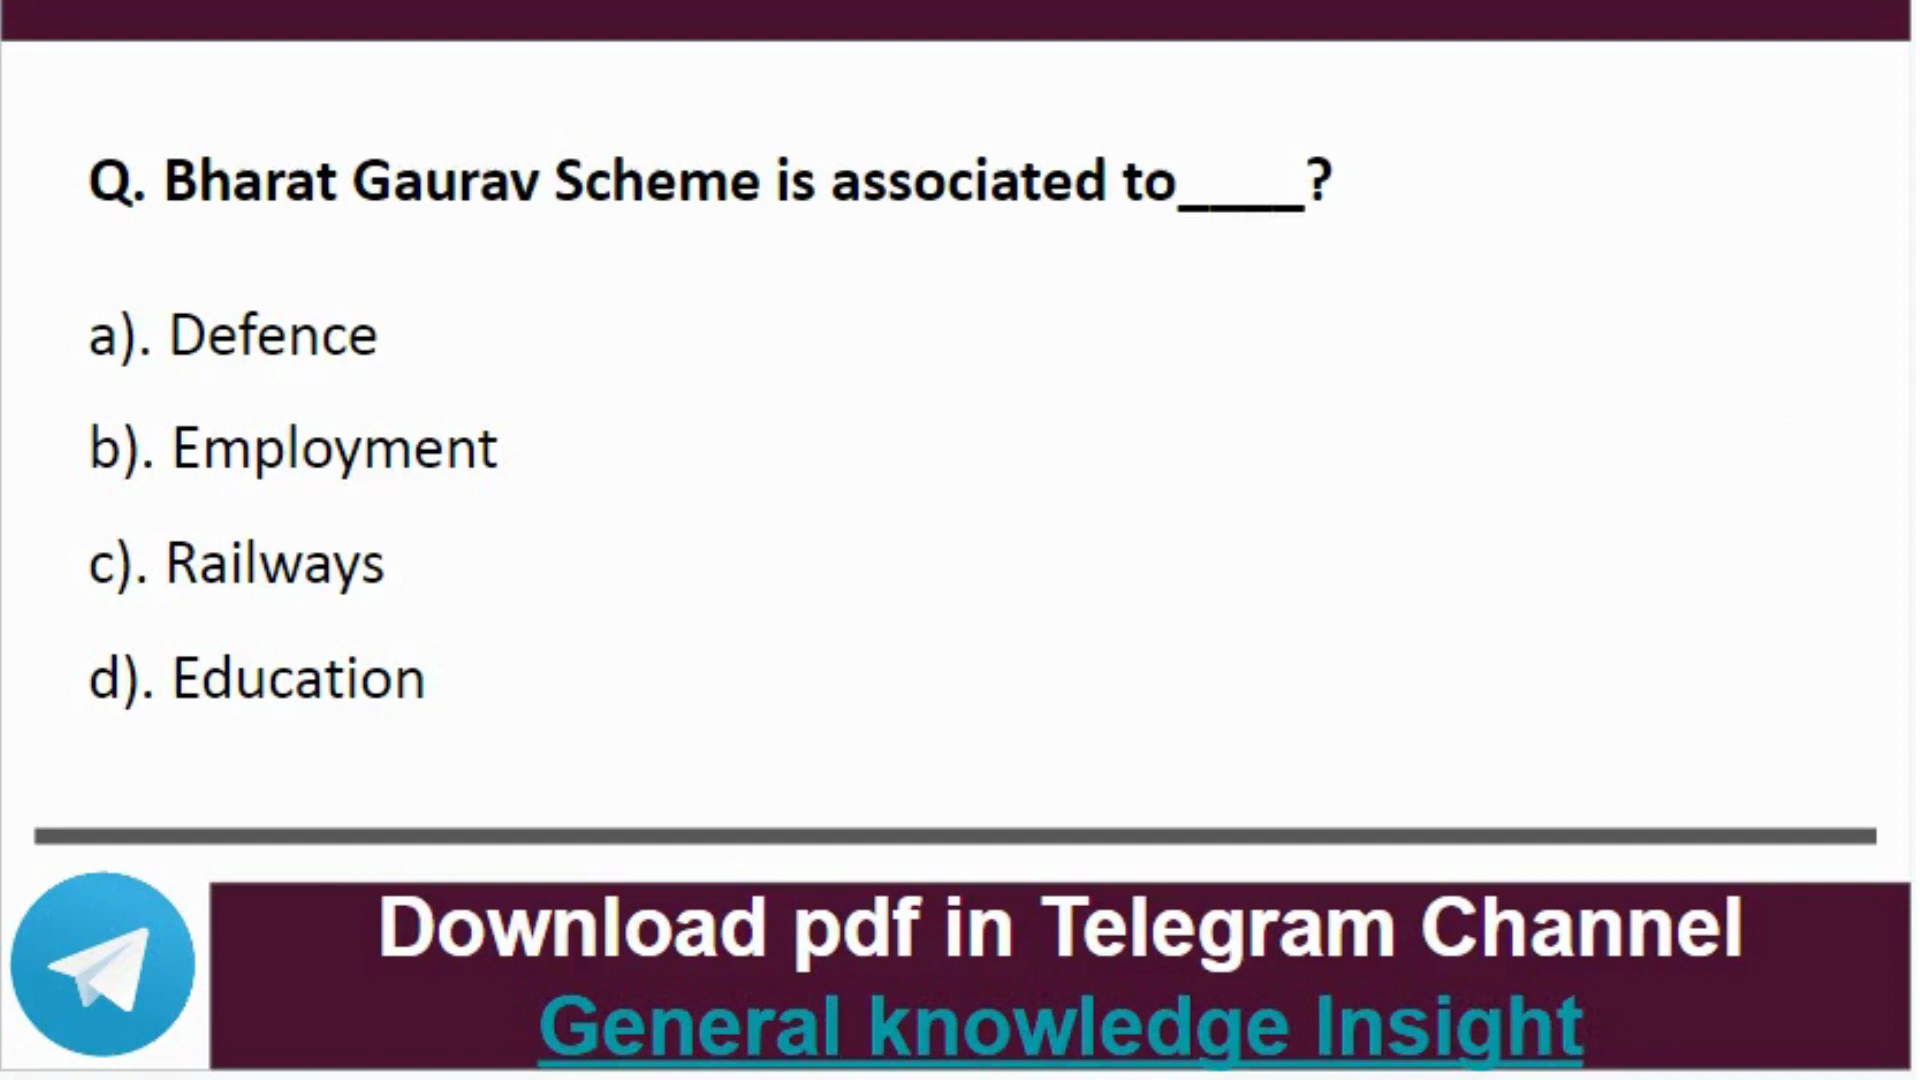 Q. Bharat Gaurav Scheme is associated to____?
a). Defence
b). Employment
c). Railways
d). Education
Download pdf in Telegram Channel
General knowledge Insight